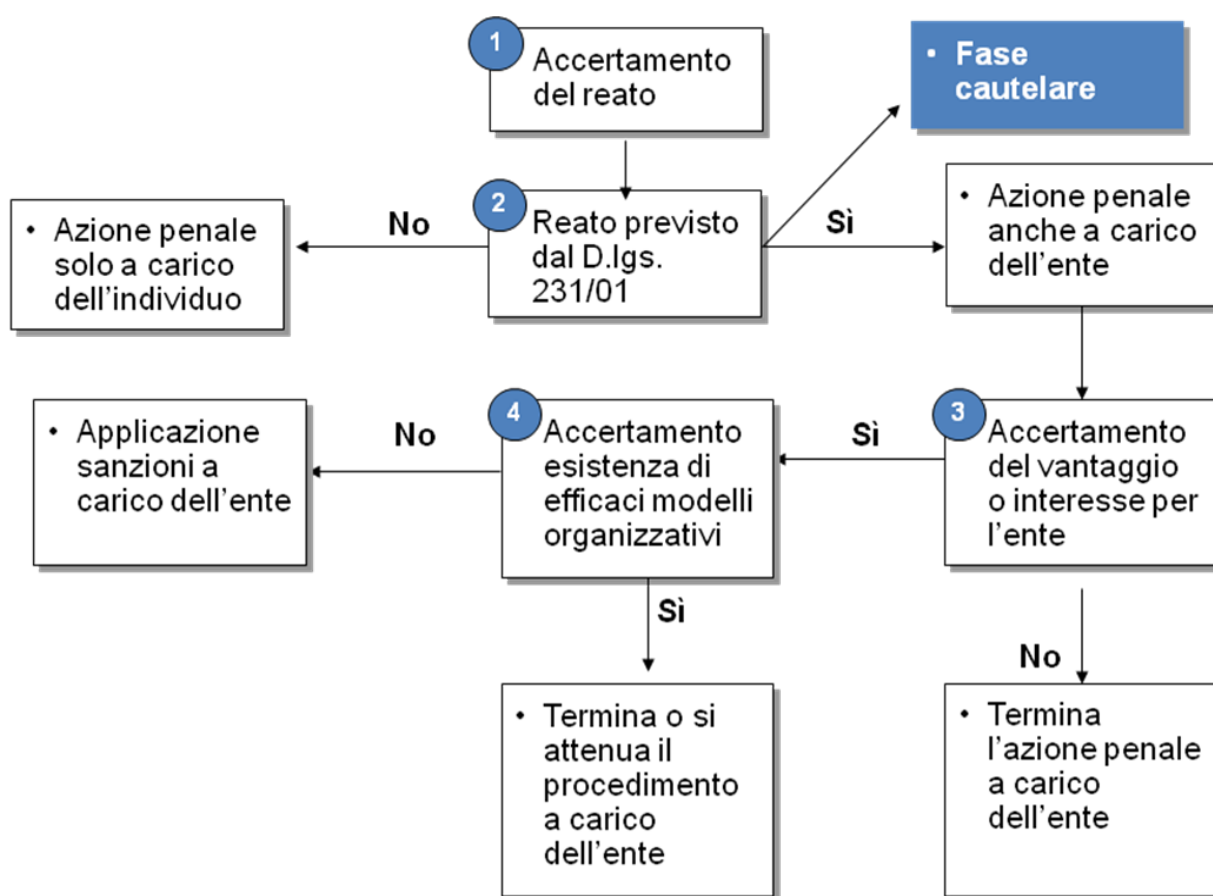 1
Accertamento
del reato
• Fase
cautelare
2
Reato previsto
dal D.lgs.
231/01
No
Sì
• Azione penale
solo a carico
dell'individuo
• Azione penale
anche a carico
dell'ente
3
Accertamento
del vantaggio
o interesse per
l'ente
Sì
4
Accertamento
esistenza di
efficaci modelli
organizzativi
No
• Applicazione
sanzioni a
carico dell'ente
Sì
No
• Termina o si
attenua il
procedimento
a carico
dell'ente
• Termina
l'azione penale
a carico
dell'ente